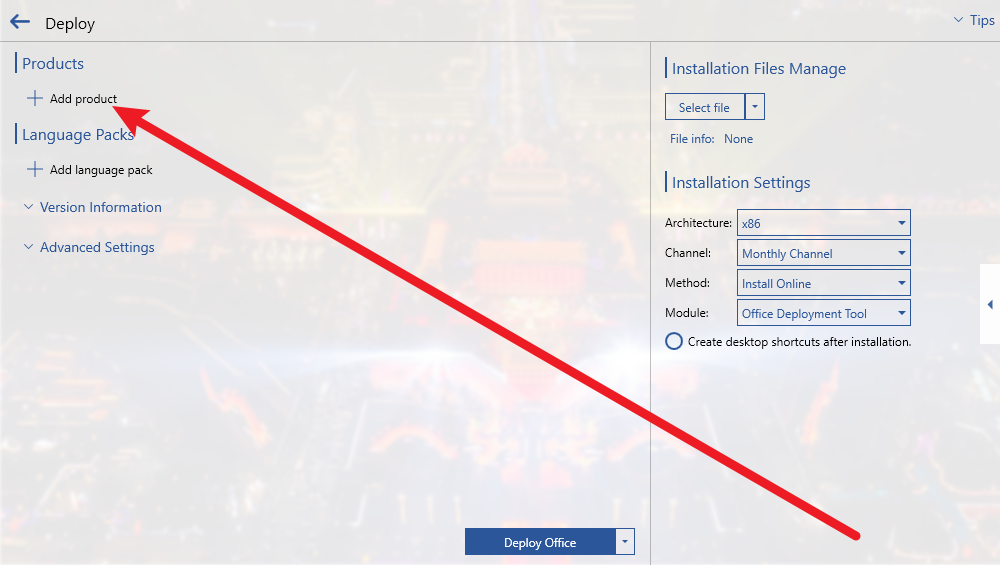 Deploy
Tips
Products
Add product
Language Packs
Add language pack
Version Information
Advanced Settings
Deploy Office
Installation Files Manage
Select file
File info: None
Installation Settings
Architecture: x86
Channel: Monthly Channel
Method: Install Online
Module: Office Deployment Tool
Create desktop shortcuts after installation.